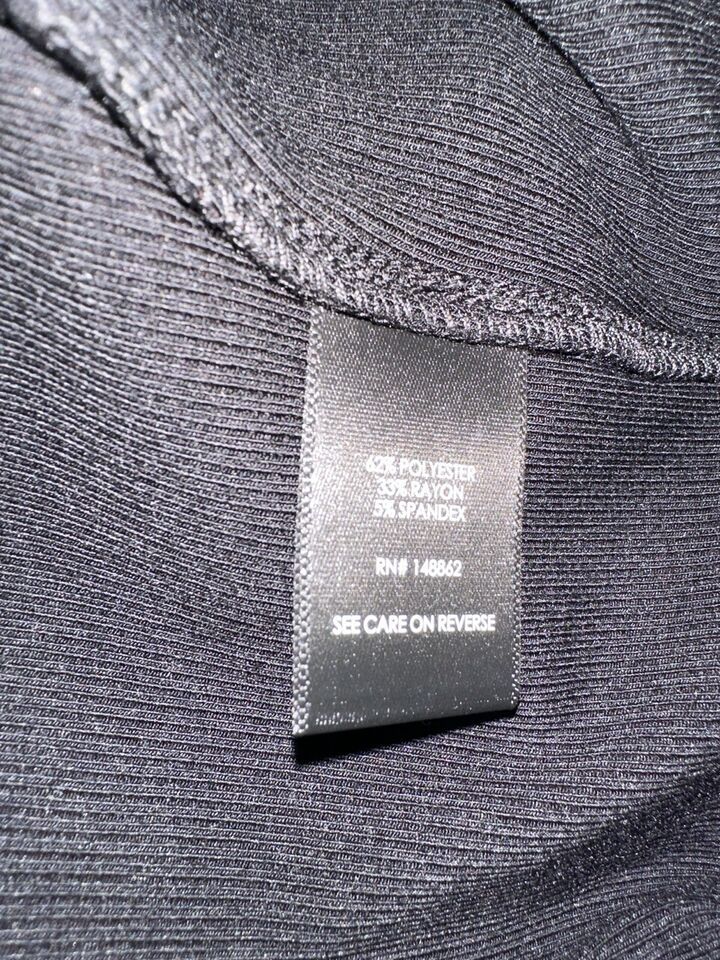 62% POLYESTER
33% RAYON
5% SPANDEX
RN# 148862
SEE CARE ON REVERSE